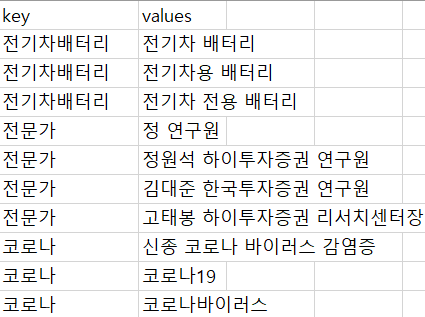 key values
전기차배터리 전기차 배터리
전기차배터리 전기차용 배터리
전기차배터리 전기차 전용 배터리
전문가 정 연구원
전문가 정원석 하이투자증권 연구원
전문가 김대준 한국투자증권 연구원
전문가 고태봉 하이투자증권 리서치센터장
코로나 신종 코로나 바이러스 감염증
코로나 코로나19
코로나 코로나바이러스